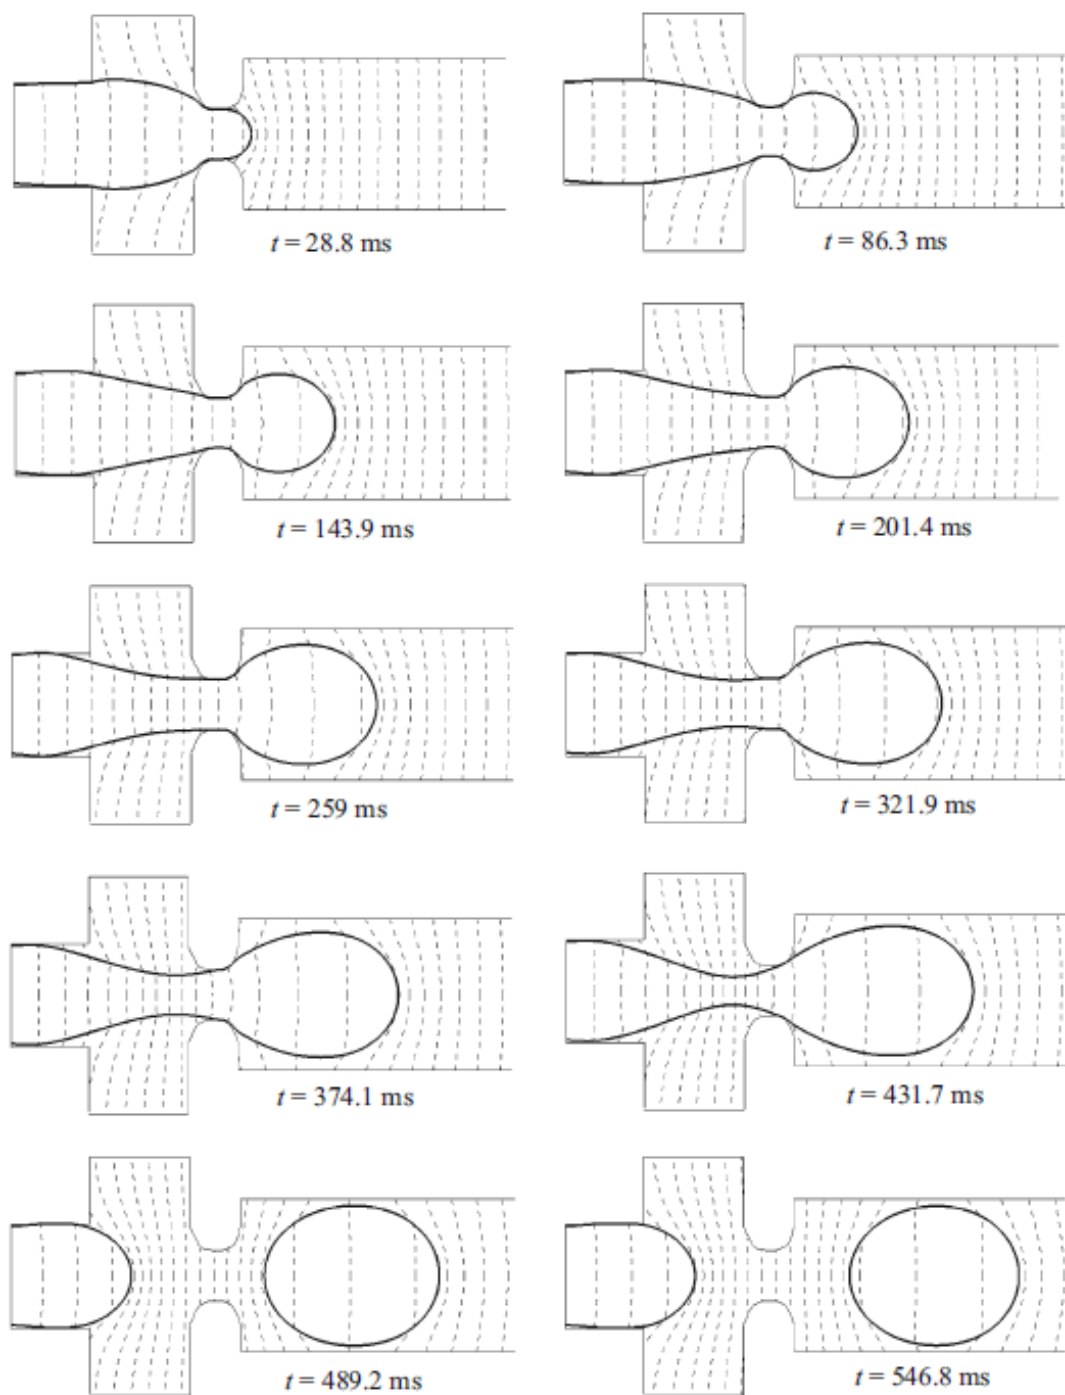 t = 28.8 ms
t = 86.3 ms
t = 143.9 ms
t = 201.4 ms
t = 259 ms
t = 321.9 ms
t = 374.1 ms
t = 431.7 ms
t = 489.2 ms
t = 546.8 ms